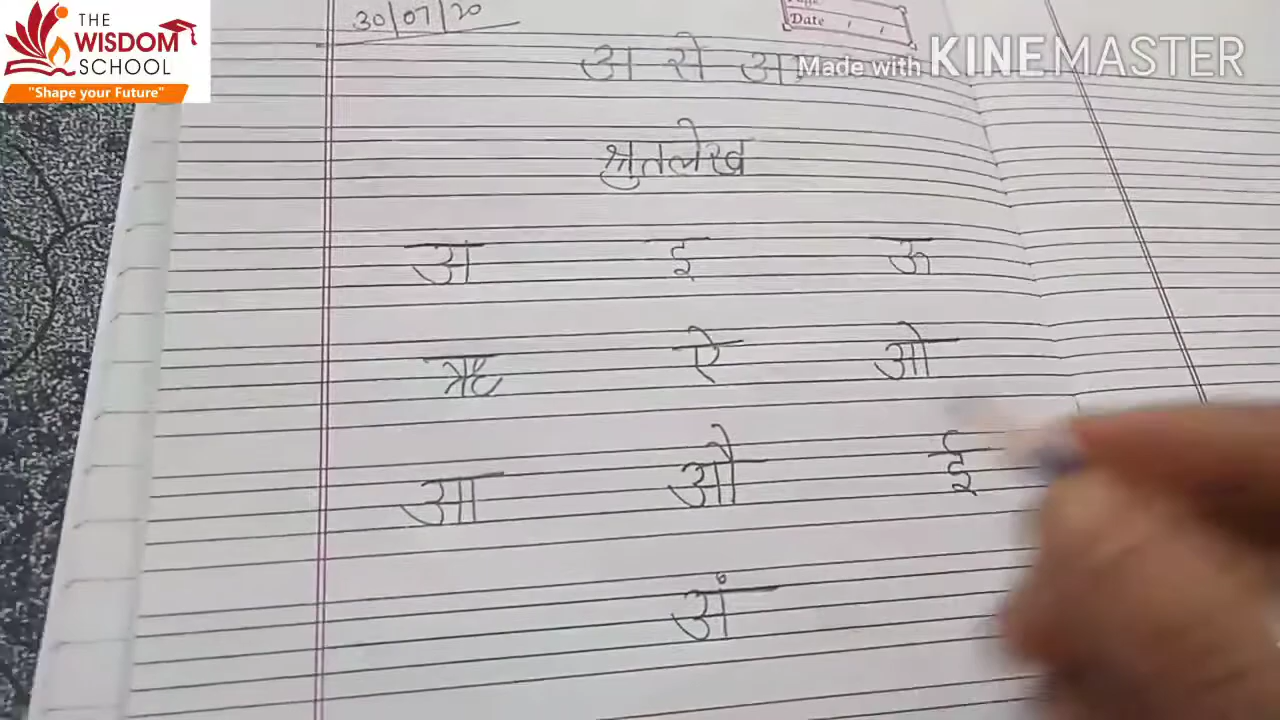 THE
WISDOM
SCHOOL
"Shape your Future"
30/07/20
Date
Made with KINEMASTER
अ से
श्रुतलेख
अ ई ऊ
ऋ ऐ ओ
आ औ ई
अं